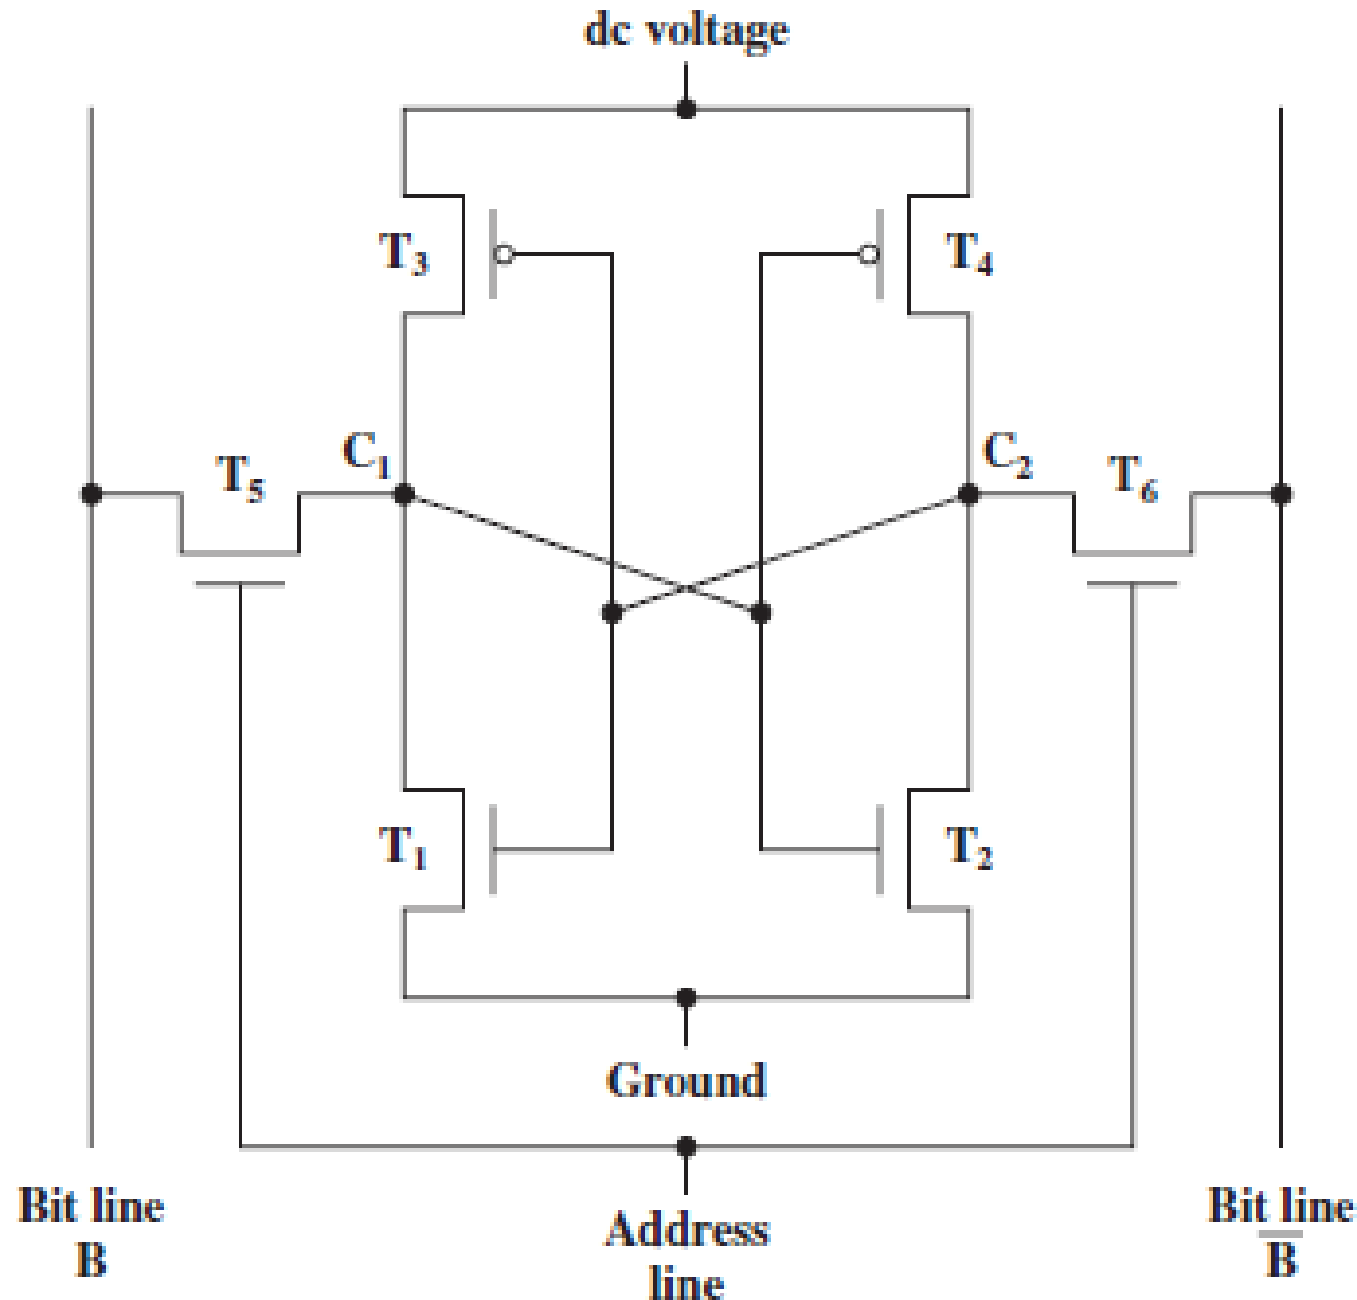 dc voltage
T₃
T₄
C₁
C₂
T₅
T₆
T₁
T₂
Ground
Bit line
B
Address
line
Bit line
B̅